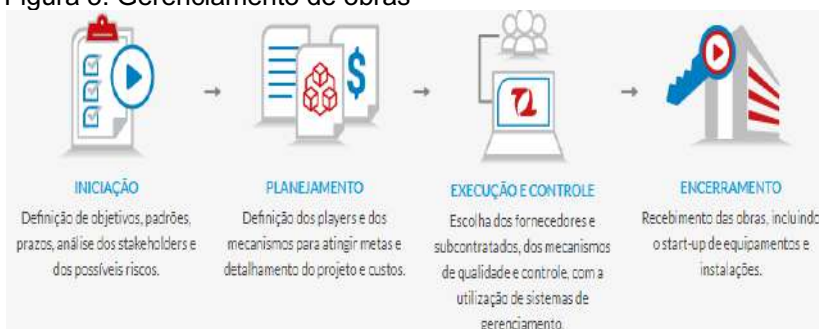 Figura 3. Gerenciamento de obras
INICIAÇÃO
Definição de objetivos, padrões,
prazos, análise dos stakeholders e
dos possíveis riscos.
PLANEJAMENTO
Definição dos players e dos
mecanismos para atingir metas e
detalhamento do projeto e custos.
EXECUÇÃO E CONTROLE
Escolha dos fornecedores e
subcontratados, dos mecanismos
de qualidade e controle, com a
utilização de sistemas de
gerenciamento.
ENCERRAMENTO
Recebimento das obras, incluindo
o start-up de equipamentos e
instalações.